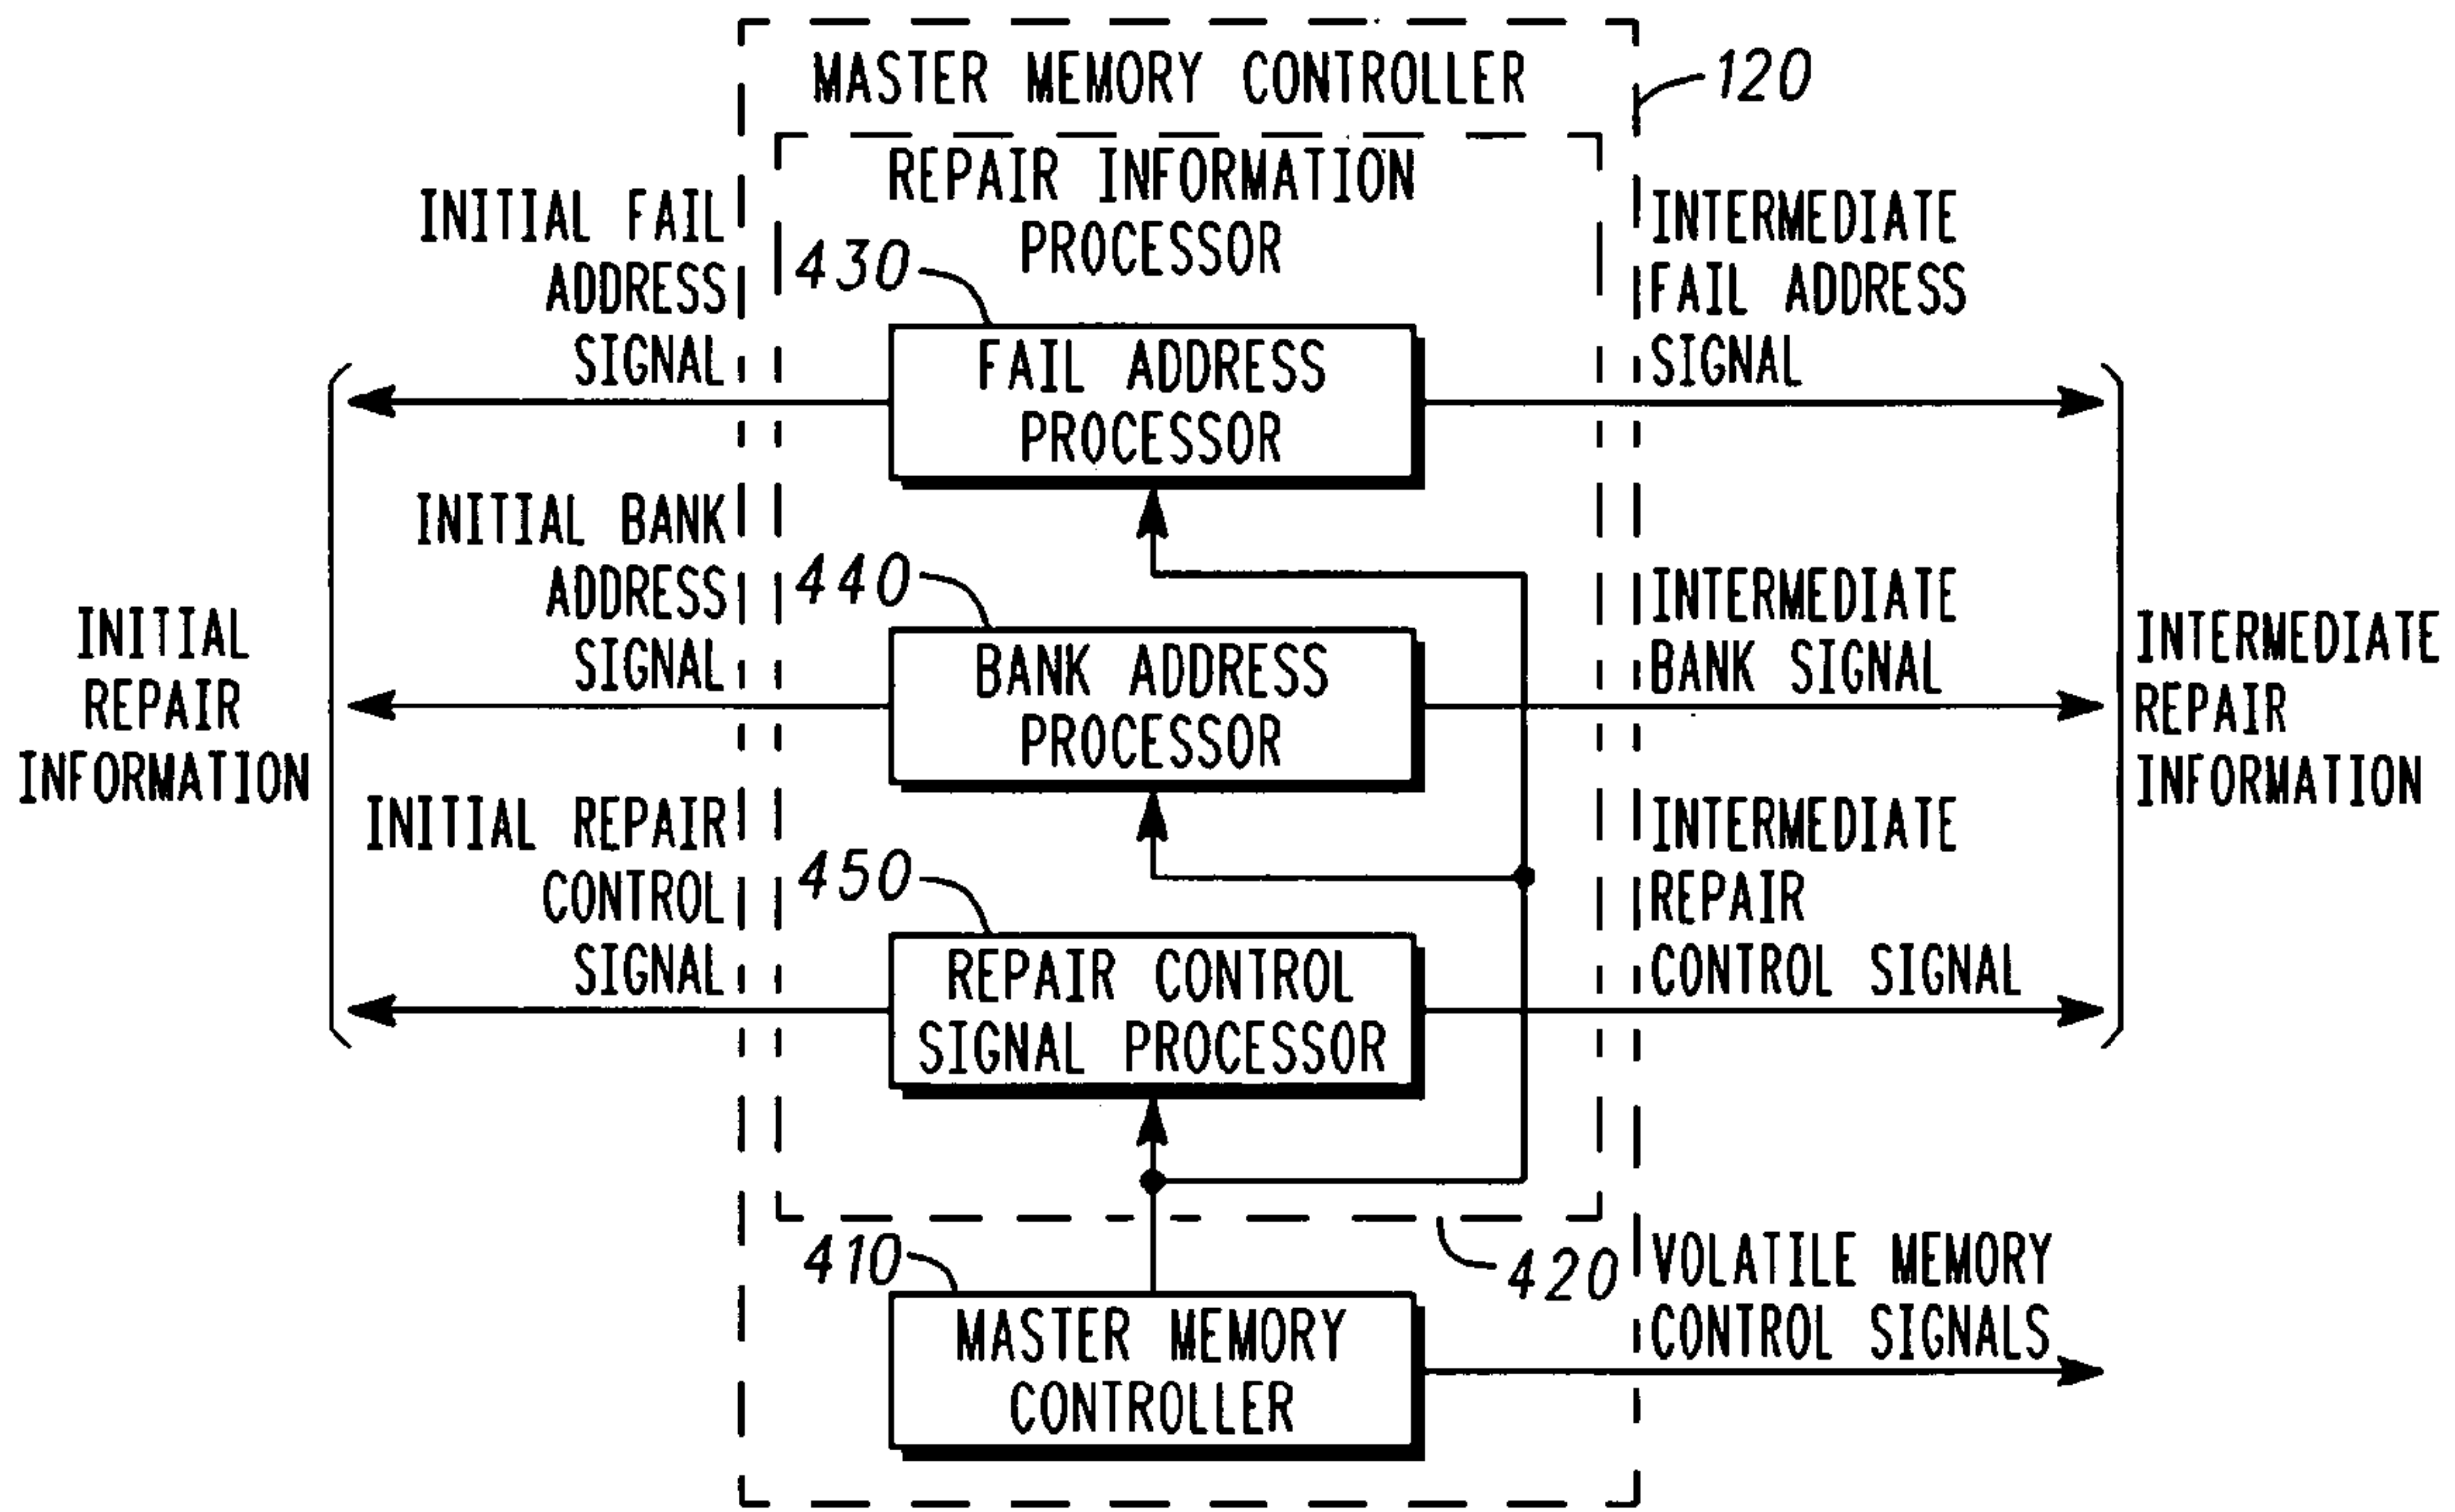 MASTER MEMORY CONTROLLER
120
REPAIR INFORMATION
PROCESSOR
INITIAL FAIL
ADDRESS
SIGNAL
430
INTERMEDIATE
FAIL ADDRESS
SIGNAL
FAIL ADDRESS
PROCESSOR
INITIAL BANK
ADDRESS
SIGNAL
440
INTERMEDIATE
BANK SIGNAL
BANK ADDRESS
PROCESSOR
INITIAL
REPAIR
INFORMATION
INTERMEDIATE
REPAIR
INFORMATION
INITIAL REPAIR
CONTROL
SIGNAL
450
INTERMEDIATE
REPAIR
CONTROL SIGNAL
REPAIR CONTROL
SIGNAL PROCESSOR
410
420
VOLATILE MEMORY
CONTROL SIGNALS
MASTER MEMORY
CONTROLLER